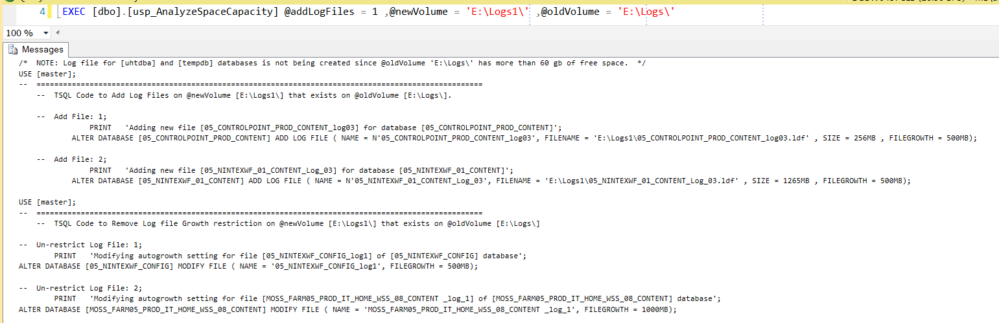 4 EXEC [dbo].[usp_AnalyzeSpaceCapacity] @addLogFiles = 1 ,@newVolume = 'E:\Logs1\' ,@oldVolume = 'E:\Logs\'
100 %
Messages
/*  NOTE: Log file for [uhtdba] and [tempdb] databases is not being created since @oldVolume 'E:\Logs\' has more than 60 gb of free space.  */
USE [master];
--  ====================================================================================================
--  TSQL Code to Add Log Files on @newVolume [E:\Logs1\] that exists on @oldVolume [E:\Logs\].
--  Add File: 1;
PRINT   'Adding new file [05_CONTROLPOINT_PROD_CONTENT_log03] for database [05_CONTROLPOINT_PROD_CONTENT]';
ALTER DATABASE [05_CONTROLPOINT_PROD_CONTENT] ADD LOG FILE ( NAME = N'05_CONTROLPOINT_PROD_CONTENT_log03', FILENAME = 'E:\Logs1\05_CONTROLPOINT_PROD_CONTENT_log03.ldf' , SIZE = 256MB , FILEGROWTH = 500MB);
--  Add File: 2;
PRINT   'Adding new file [05_NINTEXWF_01_CONTENT_Log_03] for database [05_NINTEXWF_01_CONTENT]';
ALTER DATABASE [05_NINTEXWF_01_CONTENT] ADD LOG FILE ( NAME = N'05_NINTEXWF_01_CONTENT_Log_03', FILENAME = 'E:\Logs1\05_NINTEXWF_01_CONTENT_Log_03.ldf' , SIZE = 1265MB , FILEGROWTH = 500MB);
USE [master];
--  ====================================================================================================
--  TSQL Code to Remove Log file Growth restriction on @newVolume [E:\Logs1\] that exists on @oldVolume [E:\Logs\]
--  Un-restrict Log File: 1;
PRINT   'Modifying autogrowth setting for file [05_NINTEXWF_CONFIG_log1] of [05_NINTEXWF_CONFIG] database';
ALTER DATABASE [05_NINTEXWF_CONFIG] MODIFY FILE ( NAME = '05_NINTEXWF_CONFIG_log1', FILEGROWTH = 500MB);
--  Un-restrict Log File: 2;
PRINT   'Modifying autogrowth setting for file [MOSS_FARM05_PROD_IT_HOME_WSS_08_CONTENT _log_1] of [MOSS_FARM05_PROD_IT_HOME_WSS_08_CONTENT] database';
ALTER DATABASE [MOSS_FARM05_PROD_IT_HOME_WSS_08_CONTENT] MODIFY FILE ( NAME = 'MOSS_FARM05_PROD_IT_HOME_WSS_08_CONTENT _log_1', FILEGROWTH = 1000MB);